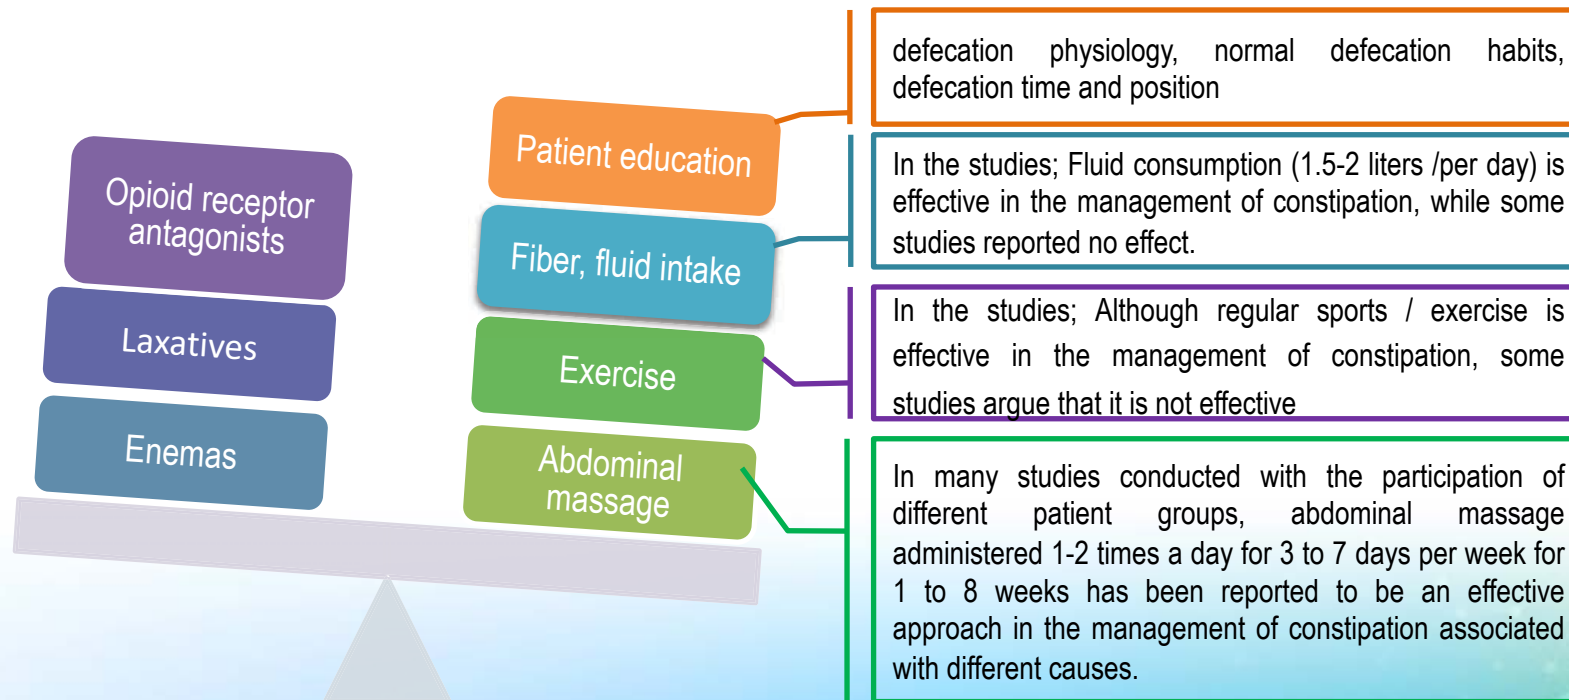 Opioid receptor
antagonists
Laxatives
Enemas
Patient education
Fiber, fluid intake
Exercise
Abdominal
massage
defecation physiology, normal defecation habits,
defecation time and position
In the studies; Fluid consumption (1.5-2 liters /per day) is
effective in the management of constipation, while some
studies reported no effect.
In the studies; Although regular sports / exercise is
effective in the management of constipation, some
studies argue that it is not effective
In many studies conducted with the participation of
different patient groups, abdominal massage
administered 1-2 times a day for 3 to 7 days per week for
1 to 8 weeks has been reported to be an effective
approach in the management of constipation associated
with different causes.